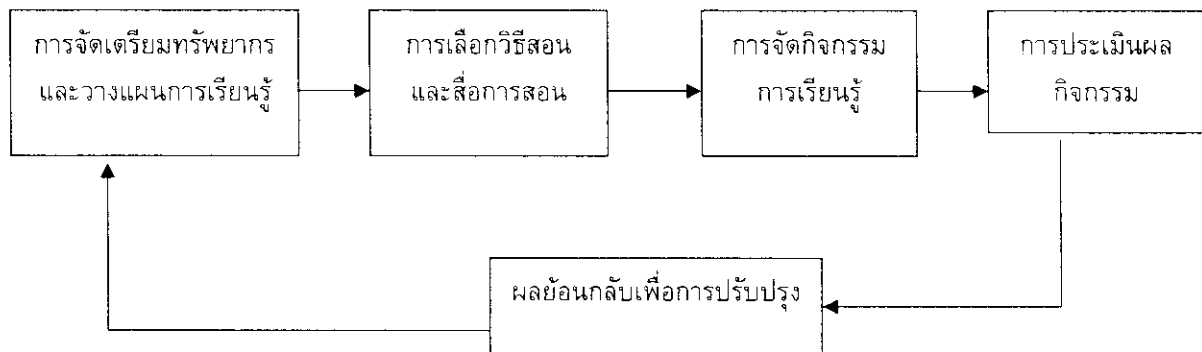 การจัดเตรียมทรัพยากร
และวางแผนการเรียนรู้
การเลือกวิธีสอน
และสื่อการสอน
การจัดกิจกรรม
การเรียนรู้
การประเมินผล
กิจกรรม
ผลย้อนกลับเพื่อการปรับปรุง